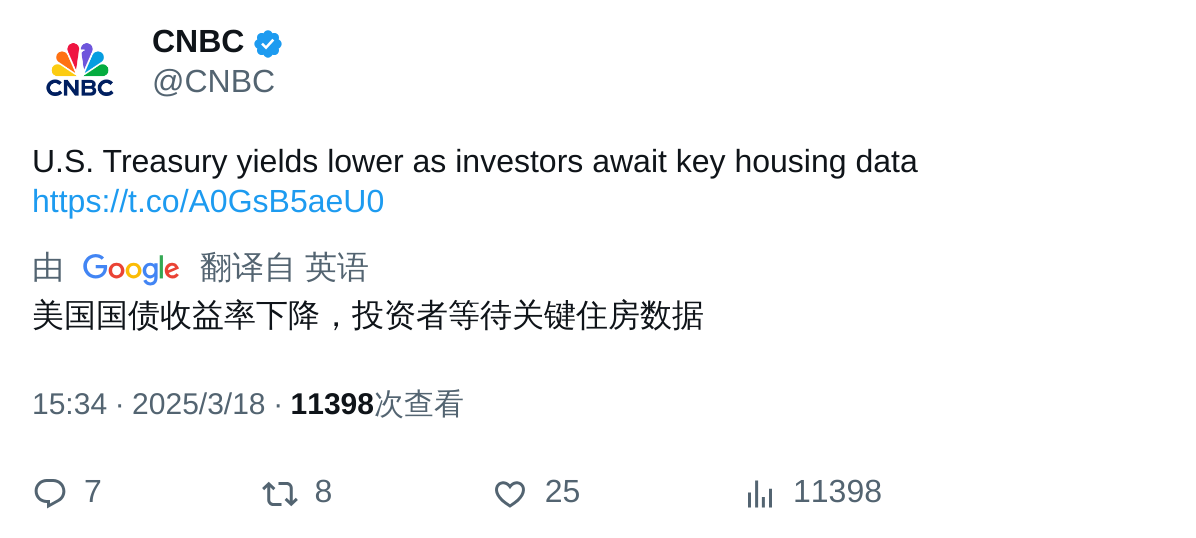 CNBC
CNBC
@CNBC
U.S. Treasury yields lower as investors await key housing data
https://t.co/A0GsB5aeU0
由 Google 翻译自 英语
美国国债收益率下降，投资者等待关键住房数据
15:34 · 2025/3/18 · 11398次查看
7 8 25 11398